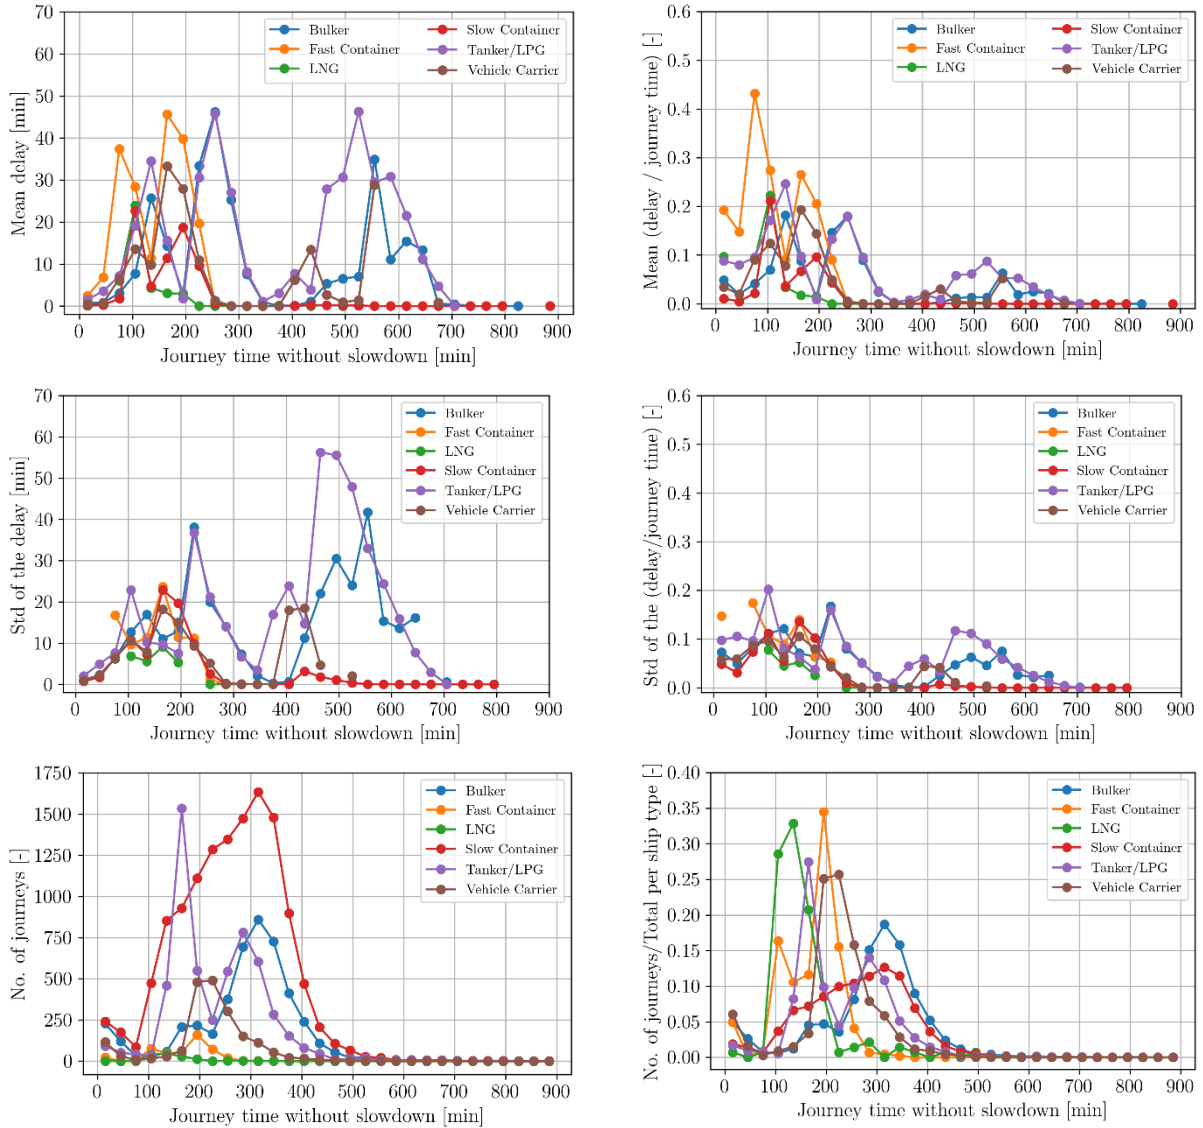 Mean delay [min]
70
60
50
40
30
20
10
0
Bulker
Fast Container
LNG
Slow Container
Tanker/LPG
Vehicle Carrier
0 100 200 300 400 500 600 700 800 900
Journey time without slowdown [min]
Mean (delay / journey time) [-]
0.6
0.5
0.4
0.3
0.2
0.1
0.0
Bulker
Fast Container
LNG
Slow Container
Tanker/LPG
Vehicle Carrier
0 100 200 300 400 500 600 700 800 900
Journey time without slowdown [min]
Std of the delay [min]
70
60
50
40
30
20
10
0
Bulker
Fast Container
LNG
Slow Container
Tanker/LPG
Vehicle Carrier
0 100 200 300 400 500 600 700 800 900
Journey time without slowdown [min]
Std of the (delay/journey time) [-]
0.6
0.5
0.4
0.3
0.2
0.1
0.0
Bulker
Fast Container
LNG
Slow Container
Tanker/LPG
Vehicle Carrier
0 100 200 300 400 500 600 700 800 900
Journey time without slowdown [min]
No. of journeys [-]
1750
1500
1250
1000
750
500
250
0
Bulker
Fast Container
LNG
Slow Container
Tanker/LPG
Vehicle Carrier
0 100 200 300 400 500 600 700 800 900
Journey time without slowdown [min]
No. of journeys/Total per ship type [-]
0.40
0.35
0.30
0.25
0.20
0.15
0.10
0.05
0.00
Bulker
Fast Container
LNG
Slow Container
Tanker/LPG
Vehicle Carrier
0 100 200 300 400 500 600 700 800 900
Journey time without slowdown [min]